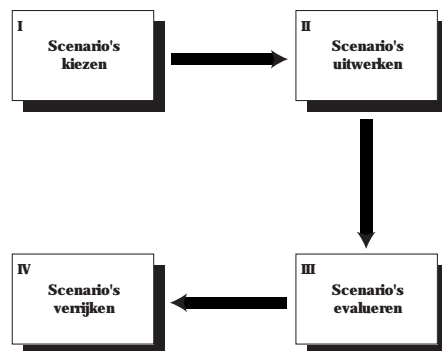 I
Scenario's
kiezen
II
Scenario's
uitwerken
III
Scenario's
evalueren
IV
Scenario's
verrijken